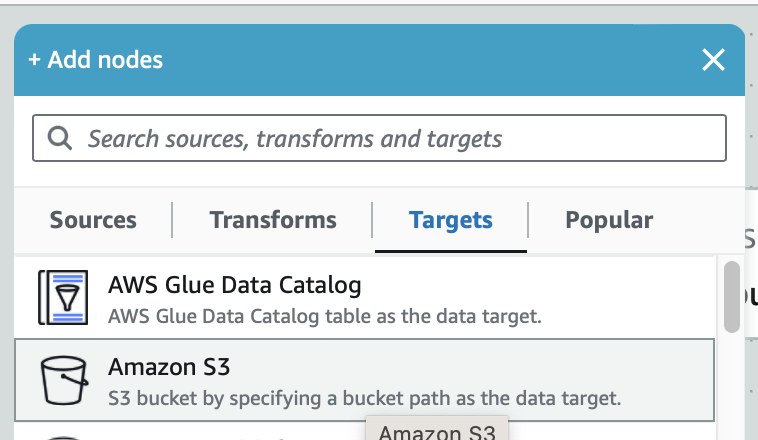 + Add nodes
Search sources, transforms and targets
Sources Transforms Targets Popular
AWS Glue Data Catalog
AWS Glue Data Catalog table as the data target.
Amazon S3
S3 bucket by specifying a bucket path as the data target.
Amazon S3